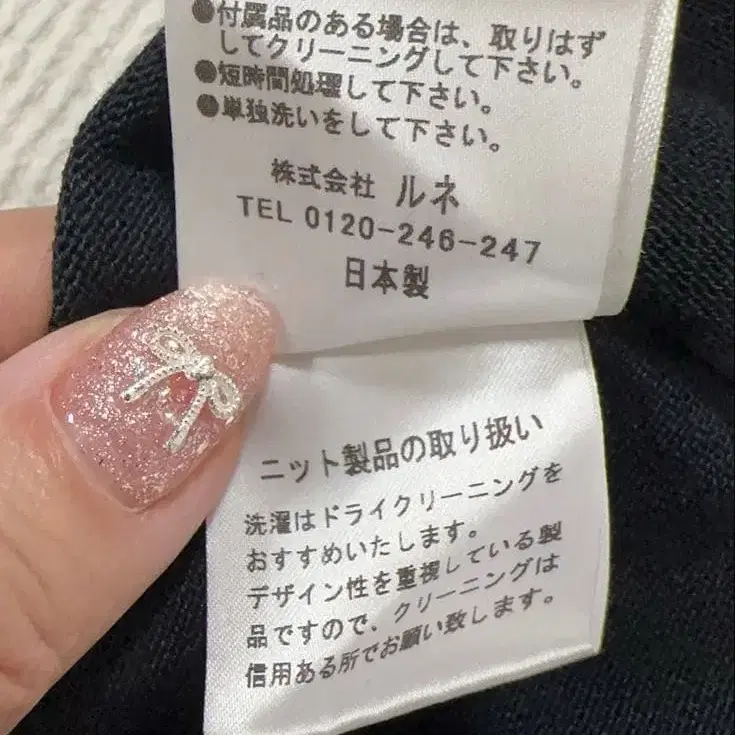 ●付属品のある場合は、取りはず
してクリーニングして下さい。
●短時間処理して下さい。
●単独洗いをして下さい。
株式会社 ルネ
TEL 0120-246-247
日本製
ニット製品の取り扱い
洗濯はドライクリーニングを
おすすめいたします。
デザイン性を重視している製
品ですので、クリーニングは
信用ある所でお願い致します。